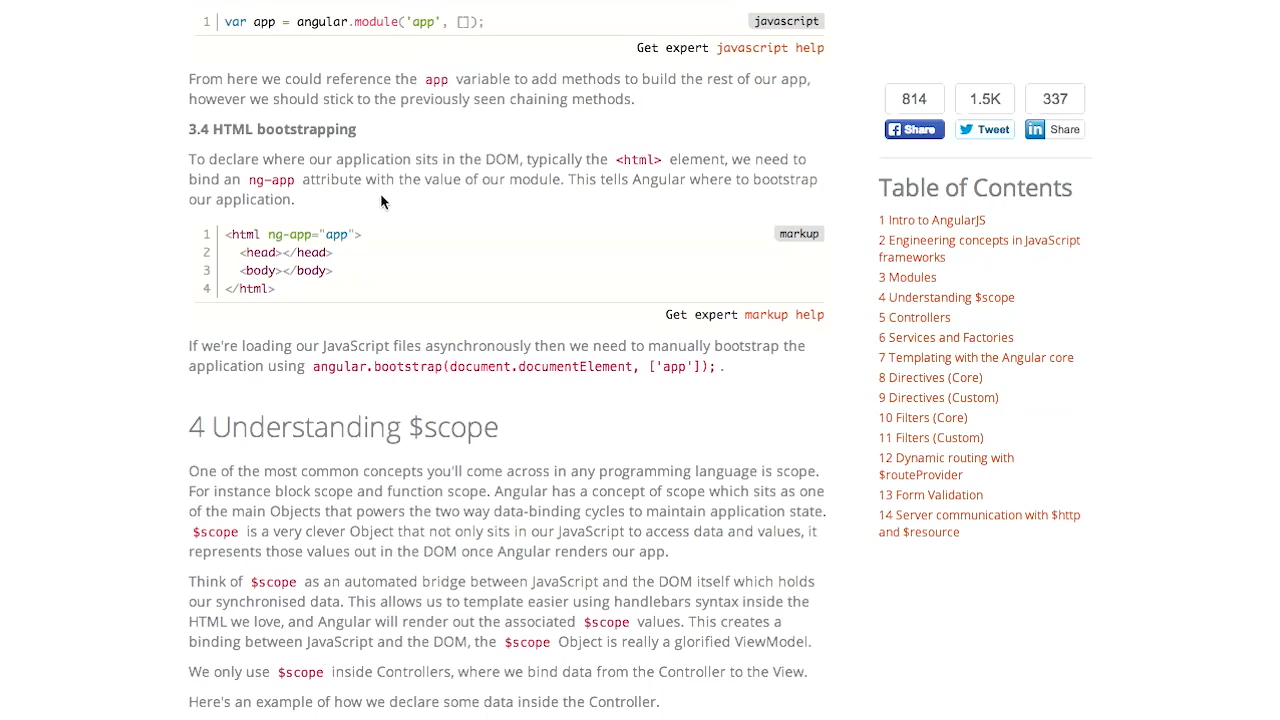 1 var app = angular.module('app', []);
javascript
Get expert javascript help
From here we could reference the app variable to add methods to build the rest of our app,
however we should stick to the previously seen chaining methods.
3.4 HTML bootstrapping
To declare where our application sits in the DOM, typically the <html> element, we need to
bind an ng-app attribute with the value of our module. This tells Angular where to bootstrap
our application.
1 <html ng-app="app">
markup
2 <head></head>
3 <body></body>
4 </html>
Get expert markup help
If we're loading our JavaScript files asynchronously then we need to manually bootstrap the
application using angular.bootstrap(document.documentElement, ['app']); .
4 Understanding $scope
One of the most common concepts you'll come across in any programming language is scope.
For instance block scope and function scope. Angular has a concept of scope which sits as one
of the main Objects that powers the two way data-binding cycles to maintain application state.
$scope is a very clever Object that not only sits in our JavaScript to access data and values, it
represents those values out in the DOM once Angular renders our app.
Think of $scope as an automated bridge between JavaScript and the DOM itself which holds
our synchronised data. This allows us to template easier using handlebars syntax inside the
HTML we love, and Angular will render out the associated $scope values. This creates a
binding between JavaScript and the DOM, the $scope Object is really a glorified ViewModel.
We only use $scope inside Controllers, where we bind data from the Controller to the View.
Here's an example of how we declare some data inside the Controller.
814
1.5K
337
Share
Tweet
in Share
Table of Contents
1 Intro to AngularJS
2 Engineering concepts in JavaScript
frameworks
3 Modules
4 Understanding $scope
5 Controllers
6 Services and Factories
7 Templating with the Angular core
8 Directives (Core)
9 Directives (Custom)
10 Filters (Core)
11 Filters (Custom)
12 Dynamic routing with
$routeProvider
13 Form Validation
14 Server communication with $http
and $resource